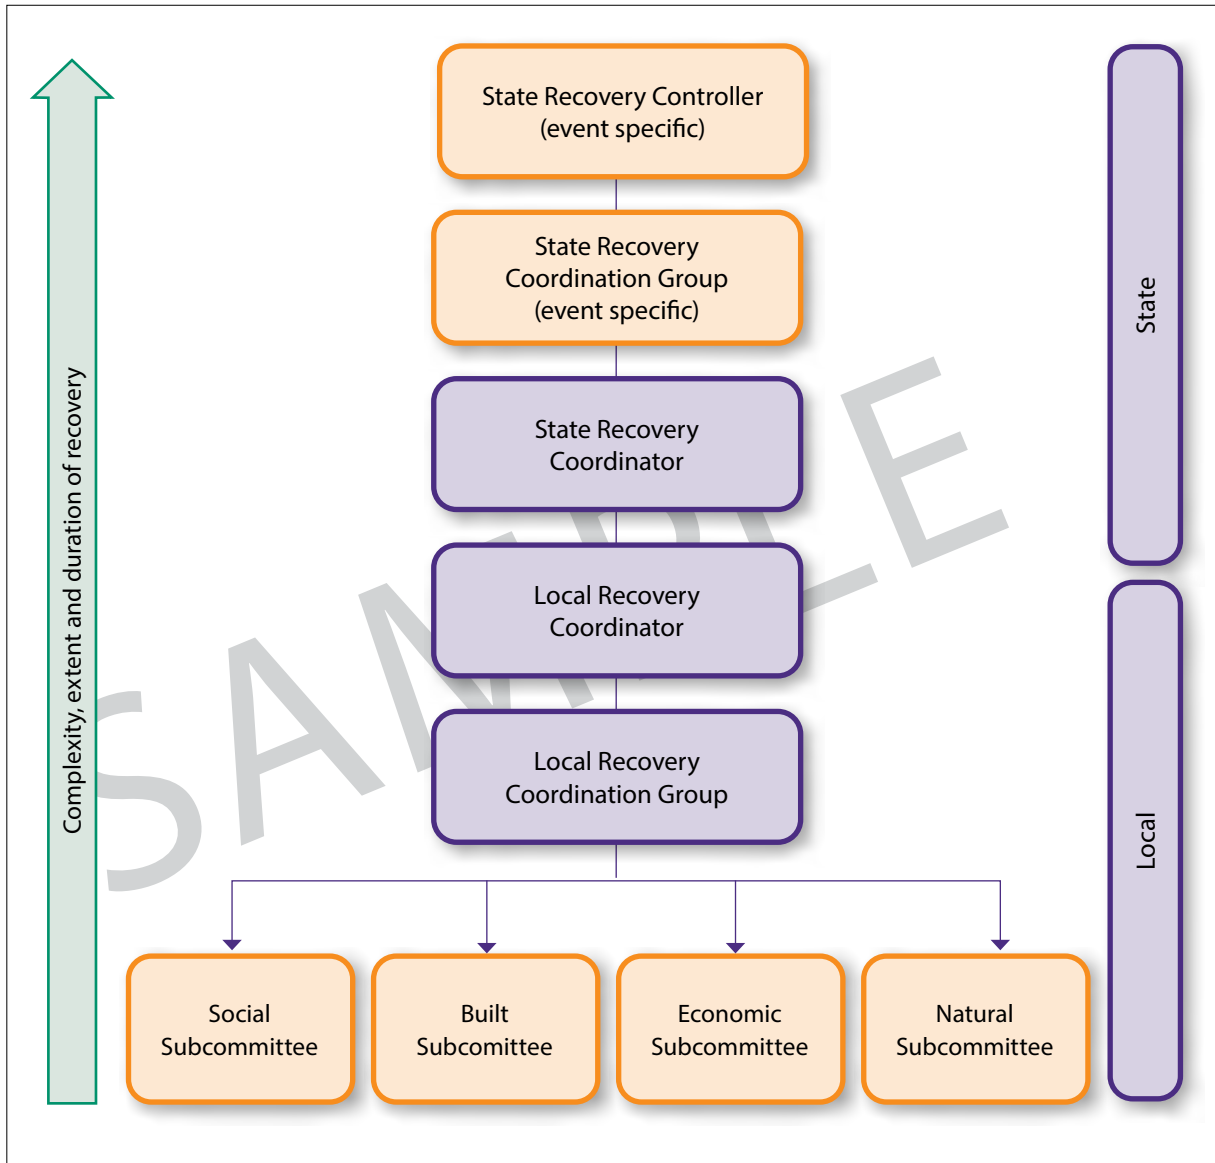 State Recovery Controller
(event specific)
State Recovery
Coordination Group
(event specific)
State Recovery
Coordinator
Local Recovery
Coordinator
Local Recovery
Coordination Group
Social
Subcommittee
Built
Subcomittee
Economic
Subcommittee
Natural
Subcommittee
Complexity, extent and duration of recovery
State
Local
SAMPLE